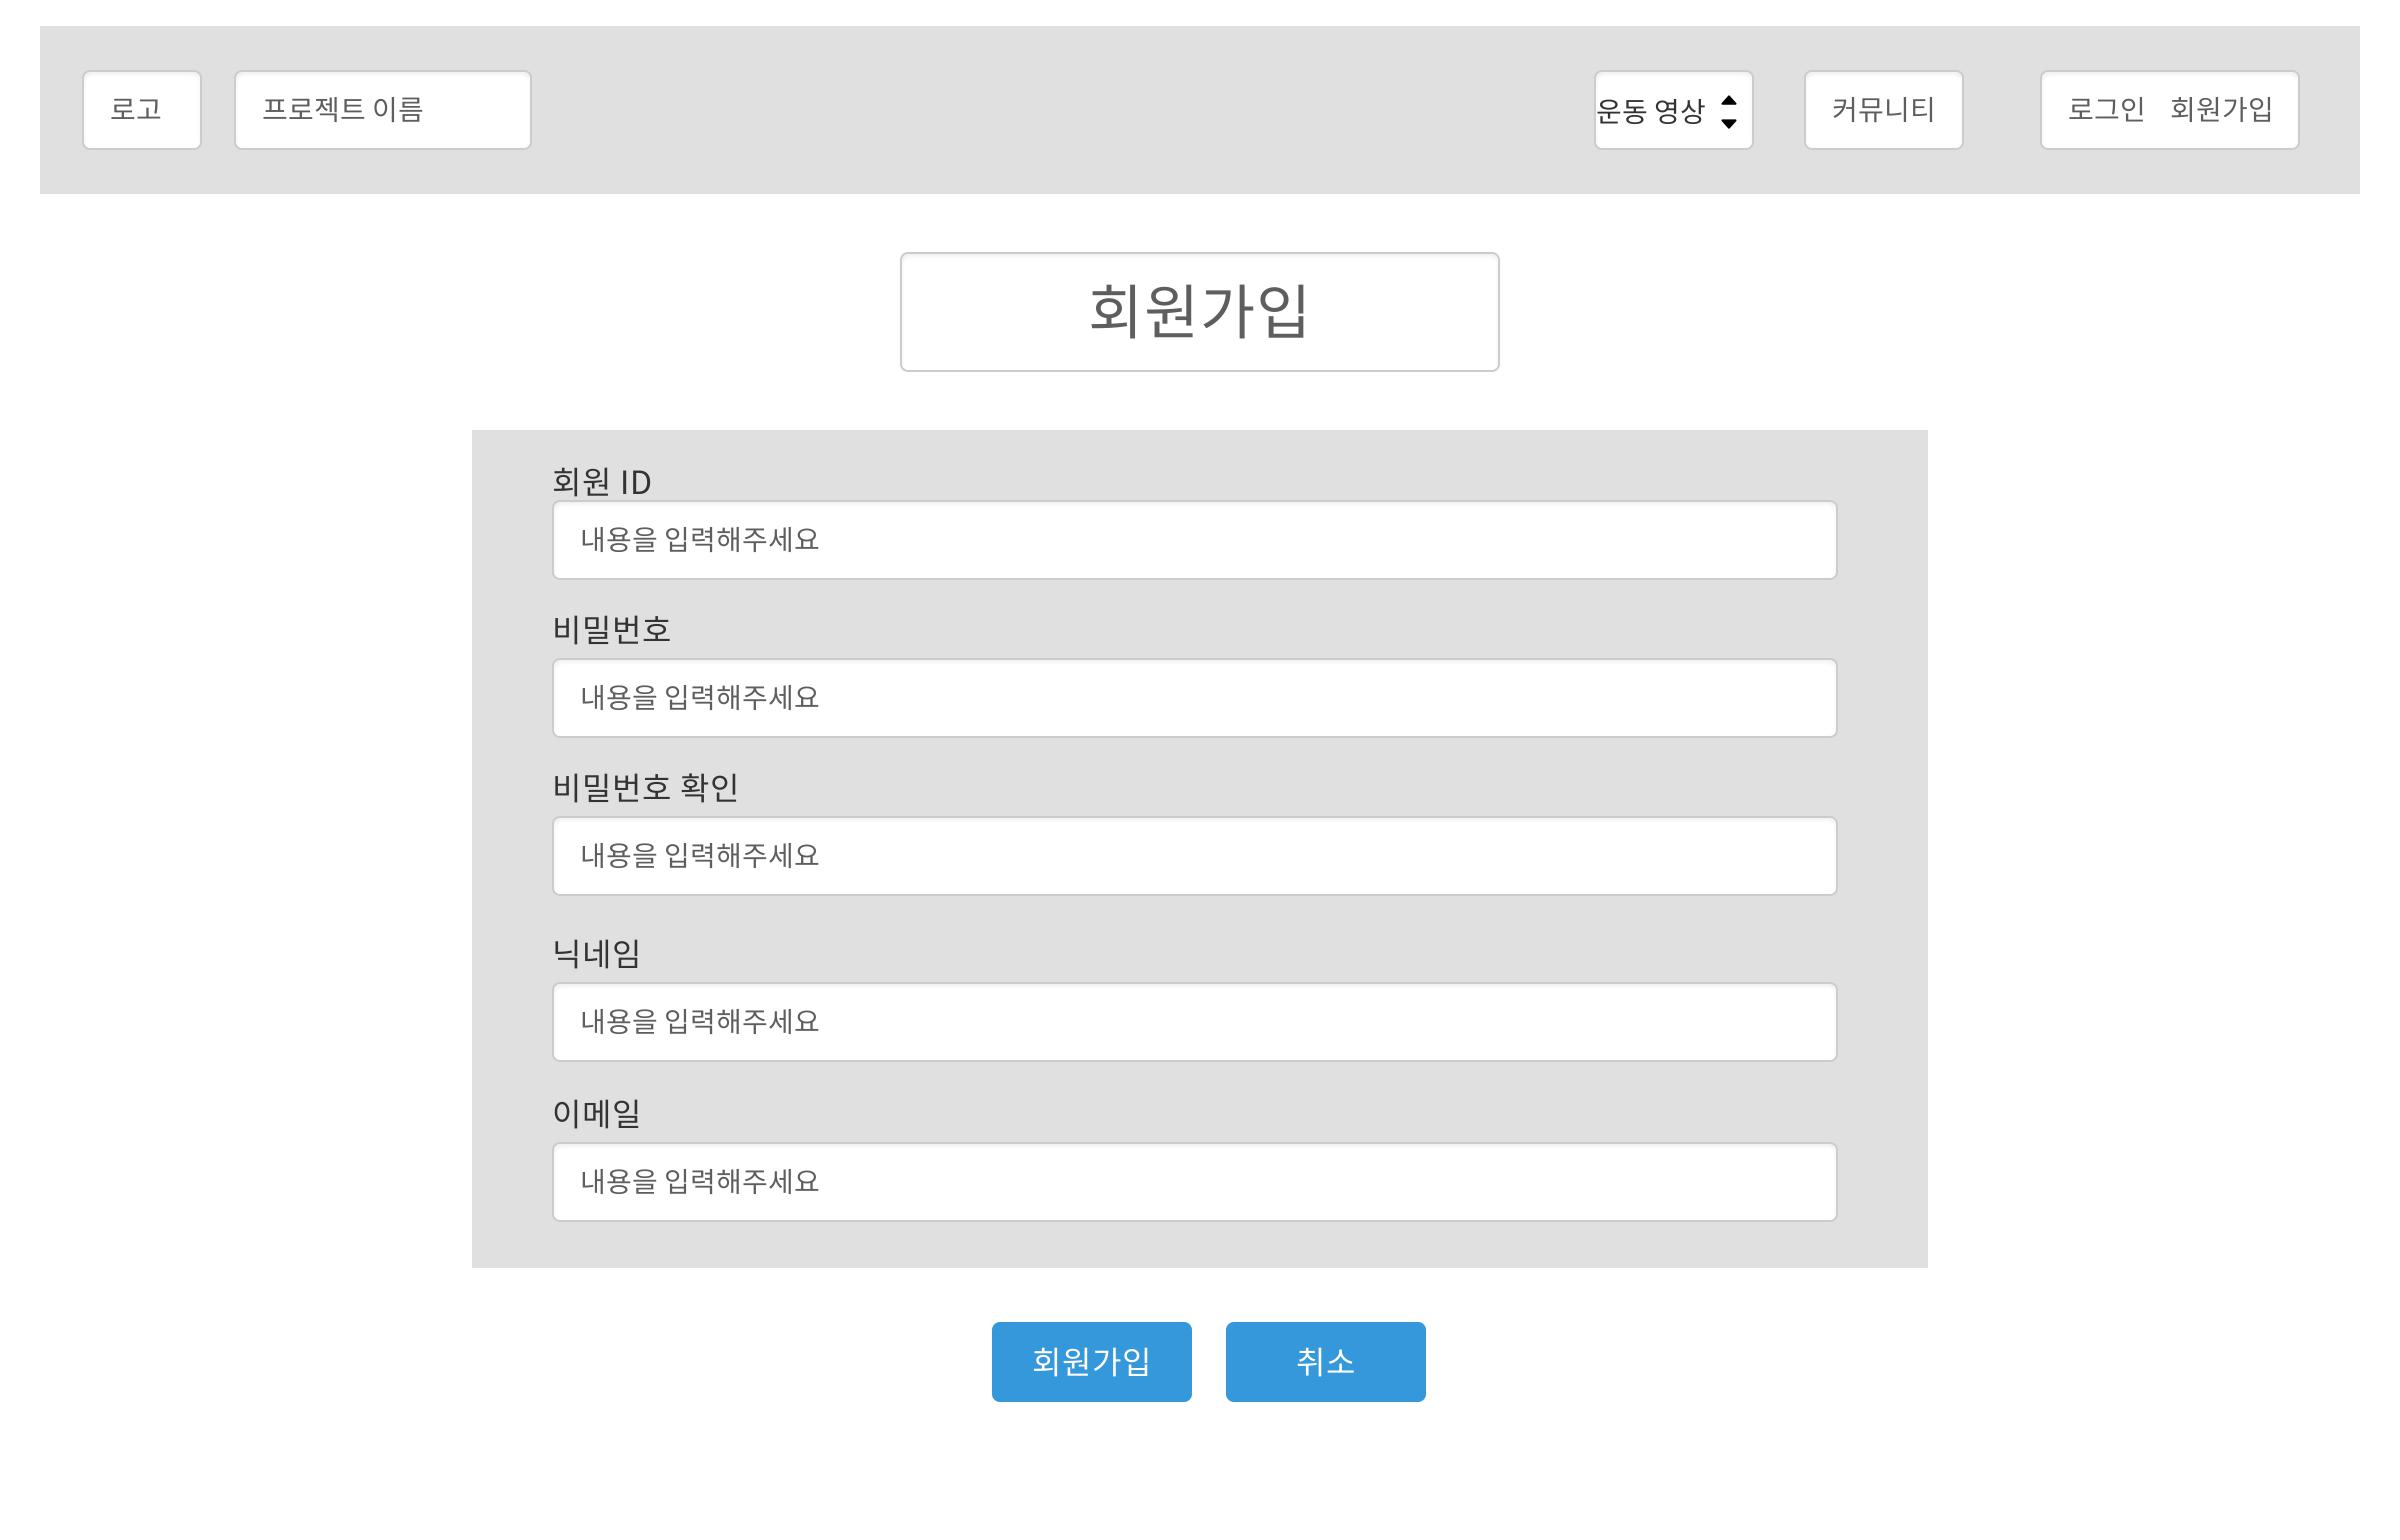 로고 프로젝트 이름 운동 영상 커뮤니티 로그인 회원가입
회원가입
회원 ID
내용을 입력해주세요
비밀번호
내용을 입력해주세요
비밀번호 확인
내용을 입력해주세요
닉네임
내용을 입력해주세요
이메일
내용을 입력해주세요
회원가입 취소